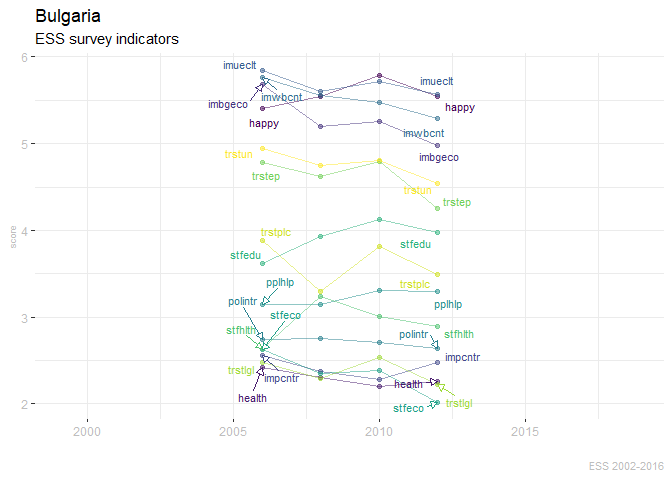 Bulgaria
ESS survey indicators
6
imueclt
imueclt
imbgeco
imwbcnt
happy
happy
imwbcnt
5
trstun
imbgeco
trstep
trstun
trstep
trstplc
stfedu
stfedu
4
score
pplhlp
trstplc
polintr
pplhlp
stfeco
3
stfhlth
polintr
stfhlth
impcntr
trstlgl
impcntr
health
health
trstlgl
stfeco
2
2000
2005
2010
2015
ESS 2002-2016